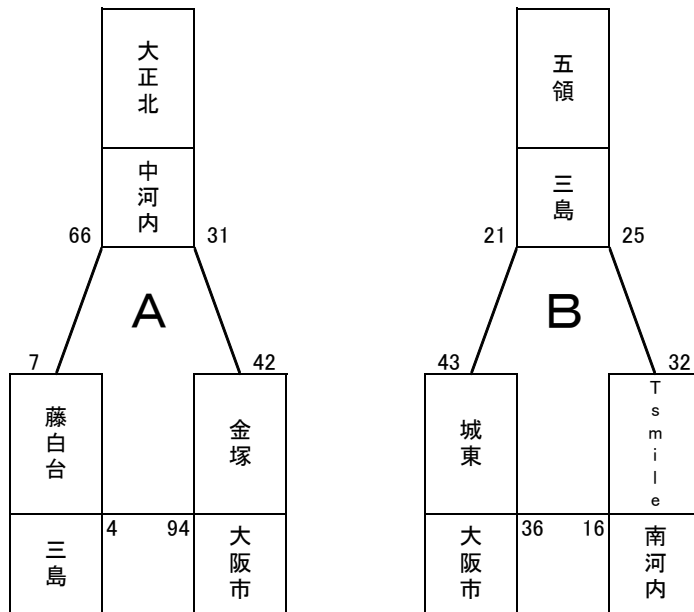 大正北
五領
中河内
三島
66
31
21
25
A
B
7
42
43
32
藤白台
金塚
城東
Tsmile
4
94
36
16
三島
大阪市
大阪市
南河内